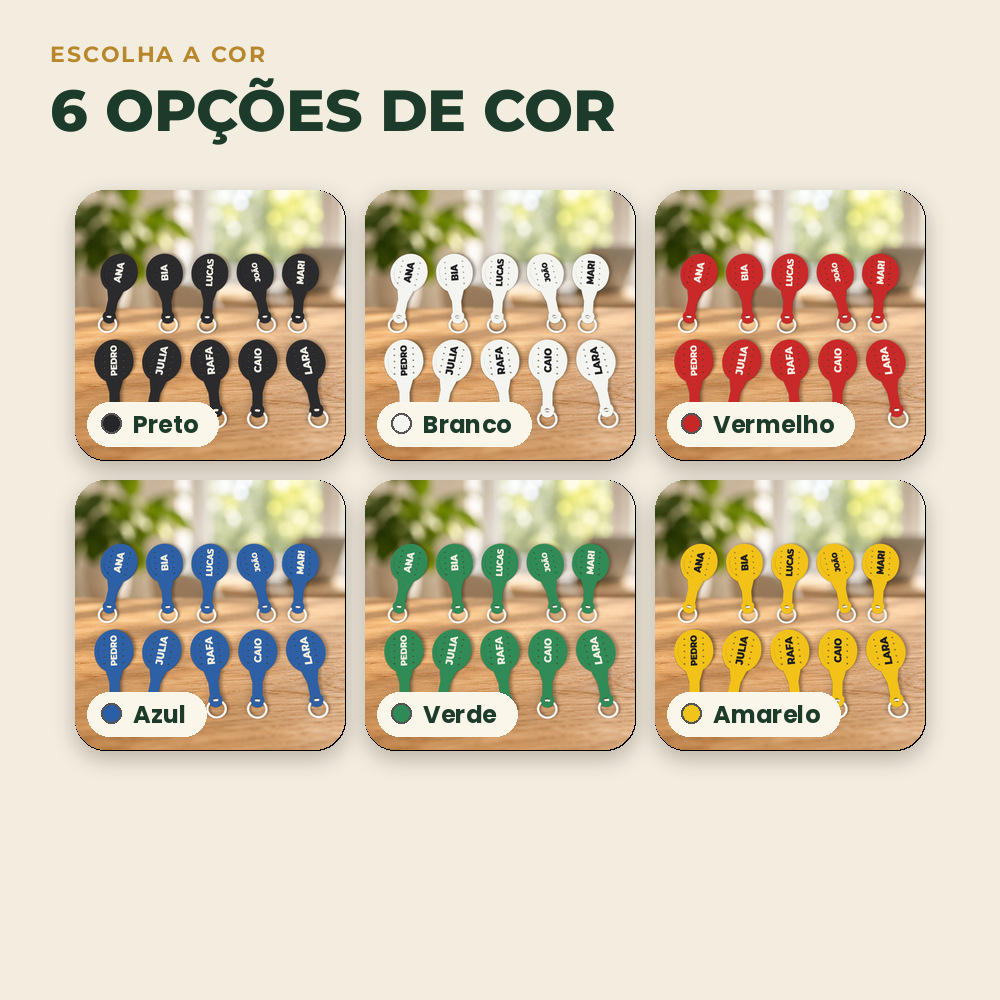 ESCOLHA A COR
6 OPÇÕES DE COR
ANA BIA LUCAS JOÃO MARI
PEDRO JULIA RAFA CAIO LARA
Preto
ANA BIA LUCAS JOÃO MARI
PEDRO JULIA RAFA CAIO LARA
Branco
ANA BIA LUCAS JOÃO MARI
PEDRO JULIA RAFA CAIO LARA
Vermelho
ANA BIA LUCAS JOÃO MARI
PEDRO JULIA RAFA CAIO LARA
Azul
ANA BIA LUCAS JOÃO MARI
PEDRO JULIA RAFA CAIO LARA
Verde
ANA BIA LUCAS JOÃO MARI
PEDRO JULIA RAFA CAIO LARA
Amarelo